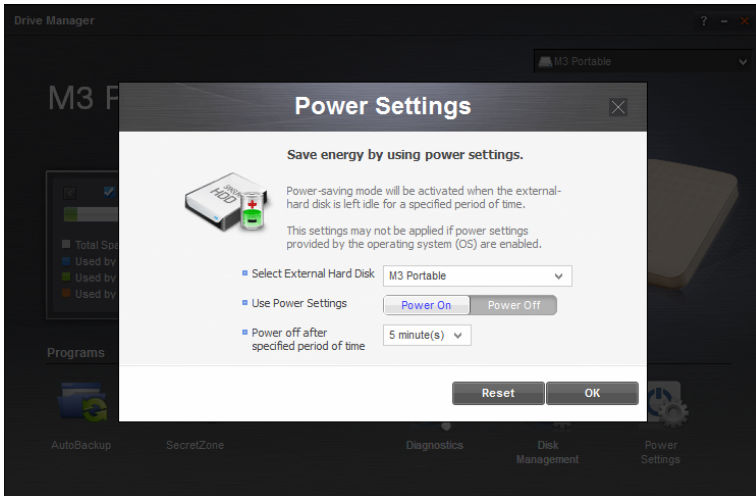 Drive Manager
? -
M3 Portable
M3 P
Power Settings
Save energy by using power settings.
Power-saving mode will be activated when the external-
hard disk is left idle for a specified period of time.
This settings may not be applied if power settings
provided by the operating system (OS) are enabled.
HDD
Total Spa
Used by
Used by
Used by
Select External Hard Disk M3 Portable
Use Power Settings Power On Power Off
Power off after
specified period of time 5 minute(s)
Reset OK
Programs
AutoBackup SecretZone Diagnostics Disk
Management Power
Settings